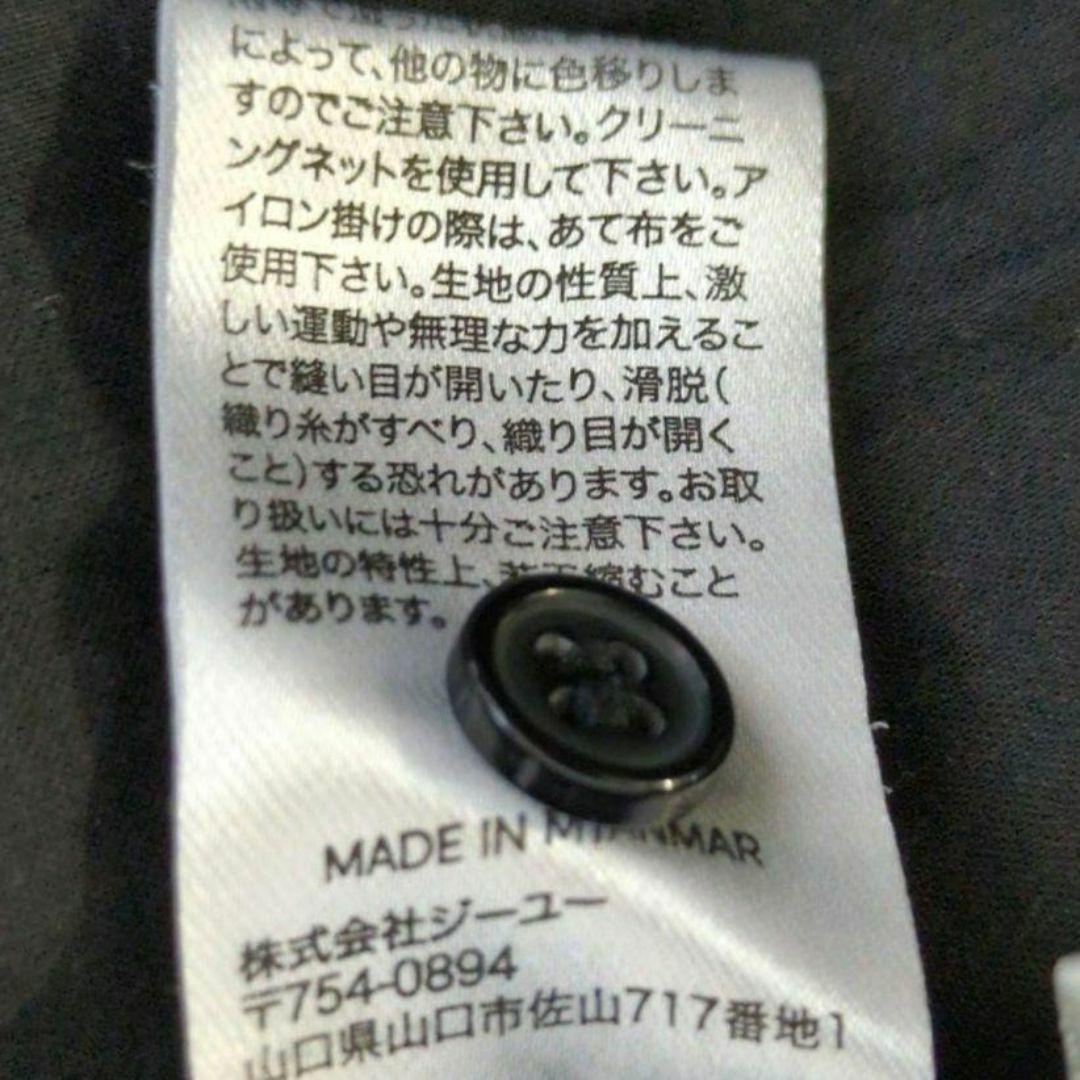 によって、他の物に色移りしま
すのでご注意下さい。クリーニ
ングネットを使用して下さい。ア
イロン掛けの際は、あて布をご
使用下さい。生地の性質上、激
しい運動や無理な力を加えるこ
とで縫い目が開いたり、滑脱(
織り糸がすべり、織り目が開く
こと)する恐れがあります。お取
り扱いには十分ご注意下さい。
生地の特性上、縮むこと
があります。
MADE IN MYANMAR
株式会社ジーユー
〒754-0894
山口県山口市佐山717番地1